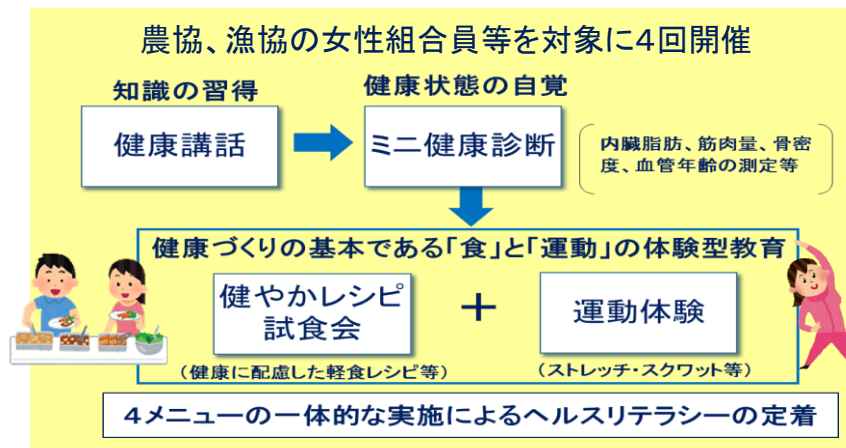 農協、漁協の女性組合員等を対象に4回開催
知識の習得
健康状態の自覚
健康講話
ミニ健康診断
内臓脂肪、筋肉量、骨密
度、血管年齢の測定等
健康づくりの基本である「食」と「運動」の体験型教育
健やかレシピ
試食会
+
運動体験
(健康に配慮した軽食レシピ等)
(ストレッチ・スクワット等)
4メニューの一体的な実施によるヘルスリテラシーの定着